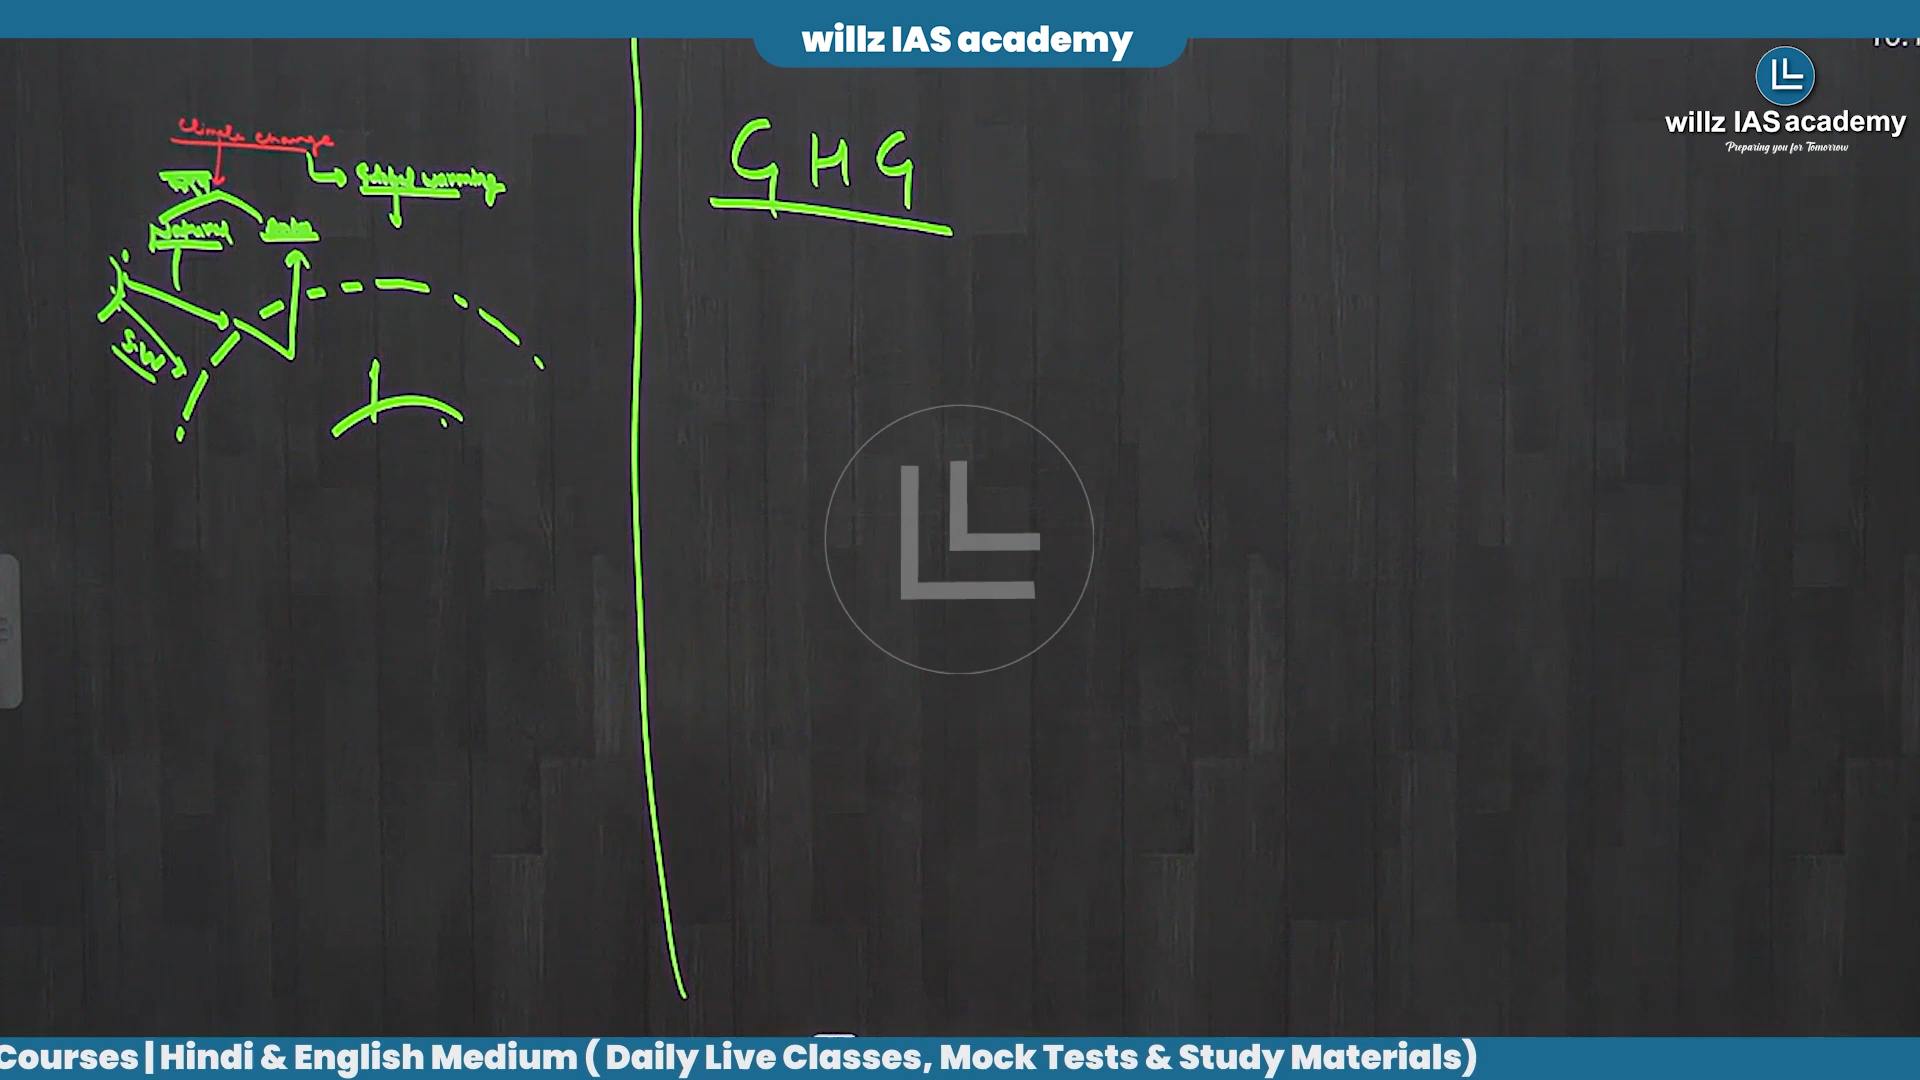 willz IAS academy
willz IAS academy
Preparing you for Tomorrow
Climate change
Global warming
Natural
GHG
Courses | Hindi & English Medium ( Daily Live Classes, Mock Tests & Study Materials)